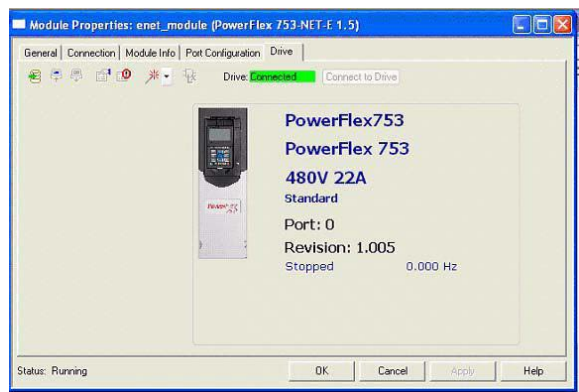 Module Properties: enet_module (PowerFlex 753-NET-E 1.5)
General Connection Module Info Port Configuration Drive
Drive: Connected Connect to Drive
PowerFlex753
PowerFlex 753
480V 22A
Standard
Port: 0
Revision: 1.005
Stopped 0.000 Hz
Status: Running OK Cancel Apply Help